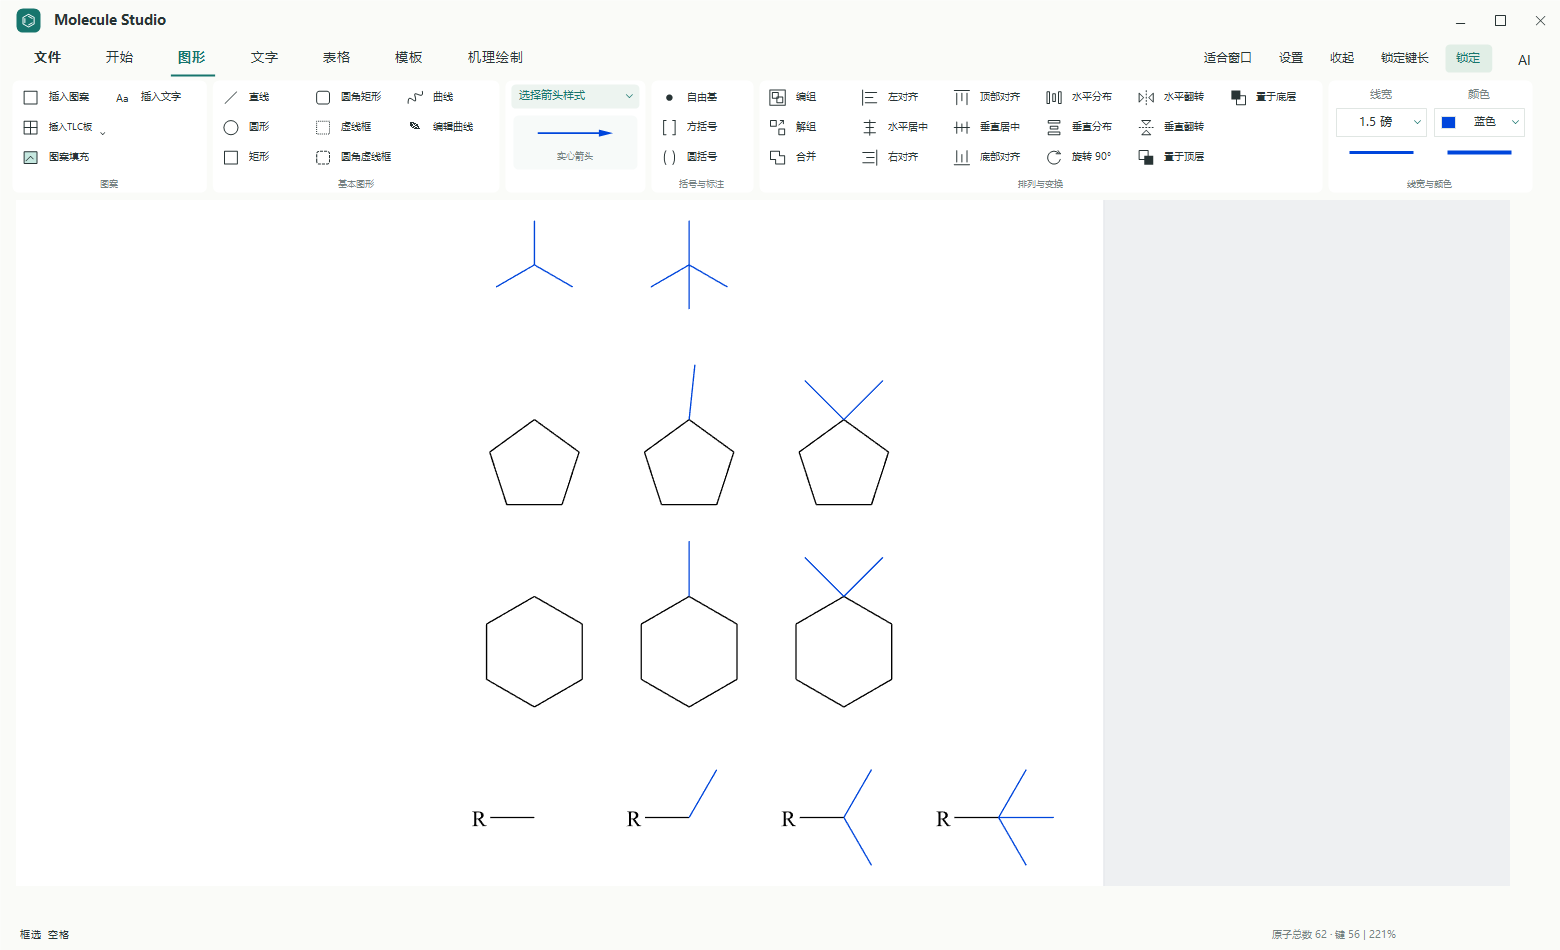 Molecule Studio
文件 开始 图形 文字 表格 模板 机理绘制 适合窗口 设置 收起 锁定键长 锁定 AI
插入图案 Aa 插入文字 直线 圆角矩形 曲线 选择箭头样式 自由基 编组 左对齐 顶部对齐 水平分布 水平翻转 置于底层 线宽 颜色
插入TLC板 圆形 虚线框 编辑曲线 方括号 解组 水平居中 垂直居中 垂直分布 垂直翻转 1.5 磅 蓝色
图案填充 矩形 圆角虚线框 实心箭头 圆括号 合并 右对齐 底部对齐 旋转 90° 置于顶层
图案 基本图形 括号与标注 排列与变换 线宽与颜色
R R R R
框选 空格 原子总数 62 · 键 56 | 221%